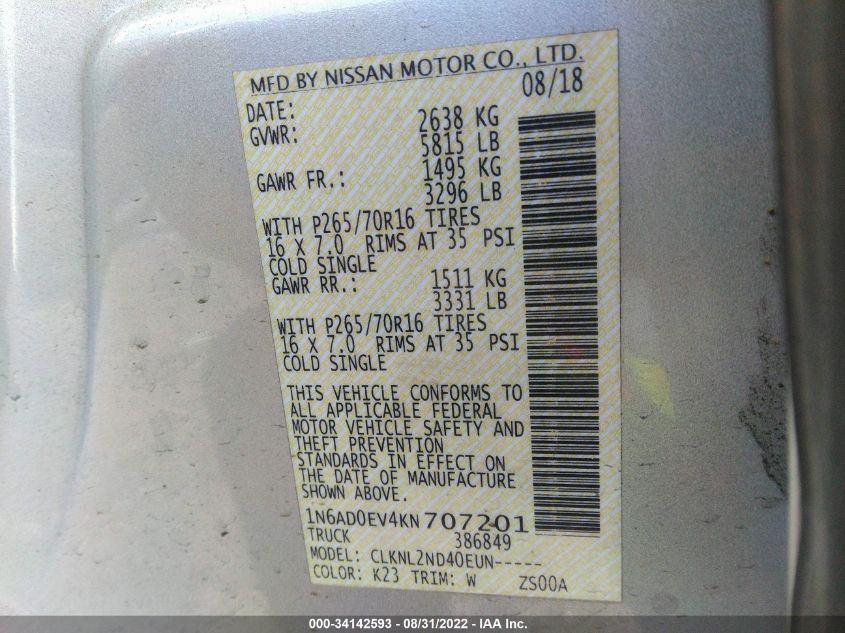 MFD BY NISSAN MOTOR CO., LTD.
DATE: 08/18
GVWR: 2638 KG
5815 LB
GAWR FR.: 1495 KG
3296 LB
WITH P265/70R16 TIRES
16 X 7.0 RIMS AT 35 PSI
COLD SINGLE
GAWR RR.: 1511 KG
3331 LB
WITH P265/70R16 TIRES
16 X 7.0 RIMS AT 35 PSI
COLD SINGLE
THIS VEHICLE CONFORMS TO
ALL APPLICABLE FEDERAL
MOTOR VEHICLE SAFETY AND
THEFT PREVENTION
STANDARDS IN EFFECT ON
THE DATE OF MANUFACTURE
SHOWN ABOVE.
1N6AD0EV4KN707201
TRUCK 386849
MODEL: CLKNL2ND40EUN-----
COLOR: K23 TRIM: W ZS00A
000-34142593 - 08/31/2022 - IAA Inc.